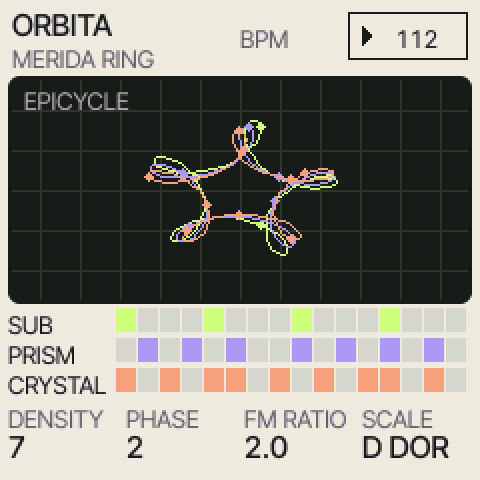 ORBITA
MERIDA RING
BPM
112
EPICYCLE
SUB
PRISM
CRYSTAL
DENSITY PHASE FM RATIO SCALE
7 2 2.0 D DOR